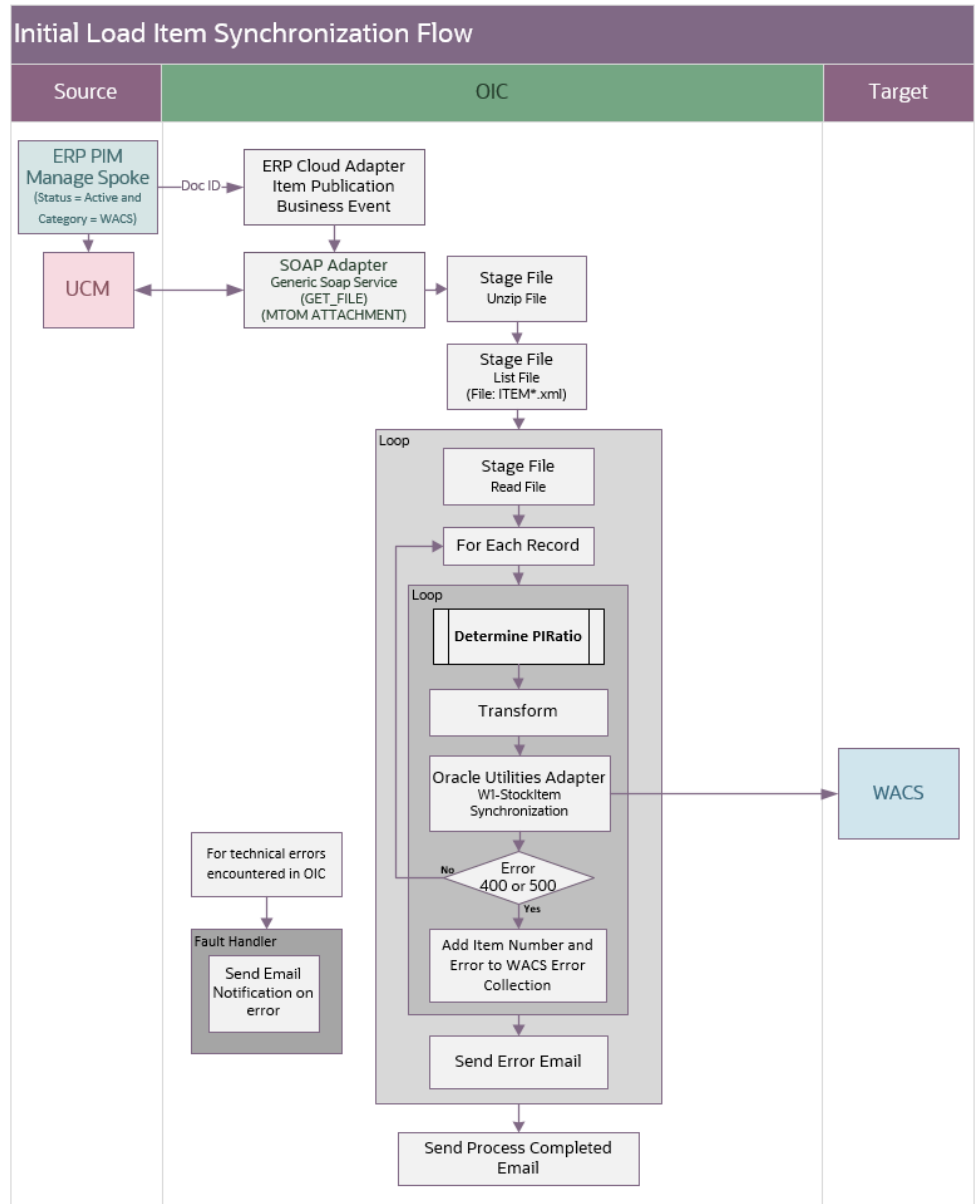 Initial Load Item Synchronization Flow
Source
OIC
Target
ERP PIM
Manage Spoke
(Status = Active and
Category = WACS)
Doc ID
ERP Cloud Adapter
Item Publication
Business Event
UCM
SOAP Adapter
Generic Soap Service
(GET_FILE)
(MTOM ATTACHMENT)
Stage File
Unzip File
Stage File
List File
(File: ITEM*.xml)
Loop
Stage File
Read File
For Each Record
Loop
Determine PIRatio
Transform
Oracle Utilities Adapter
W1-StockItem
Synchronization
WACS
Error
400 or 500
No
Yes
Add Item Number and
Error to WACS Error
Collection
For technical errors
encountered in OIC
Fault Handler
Send Email
Notification on
error
Send Error Email
Send Process Completed
Email